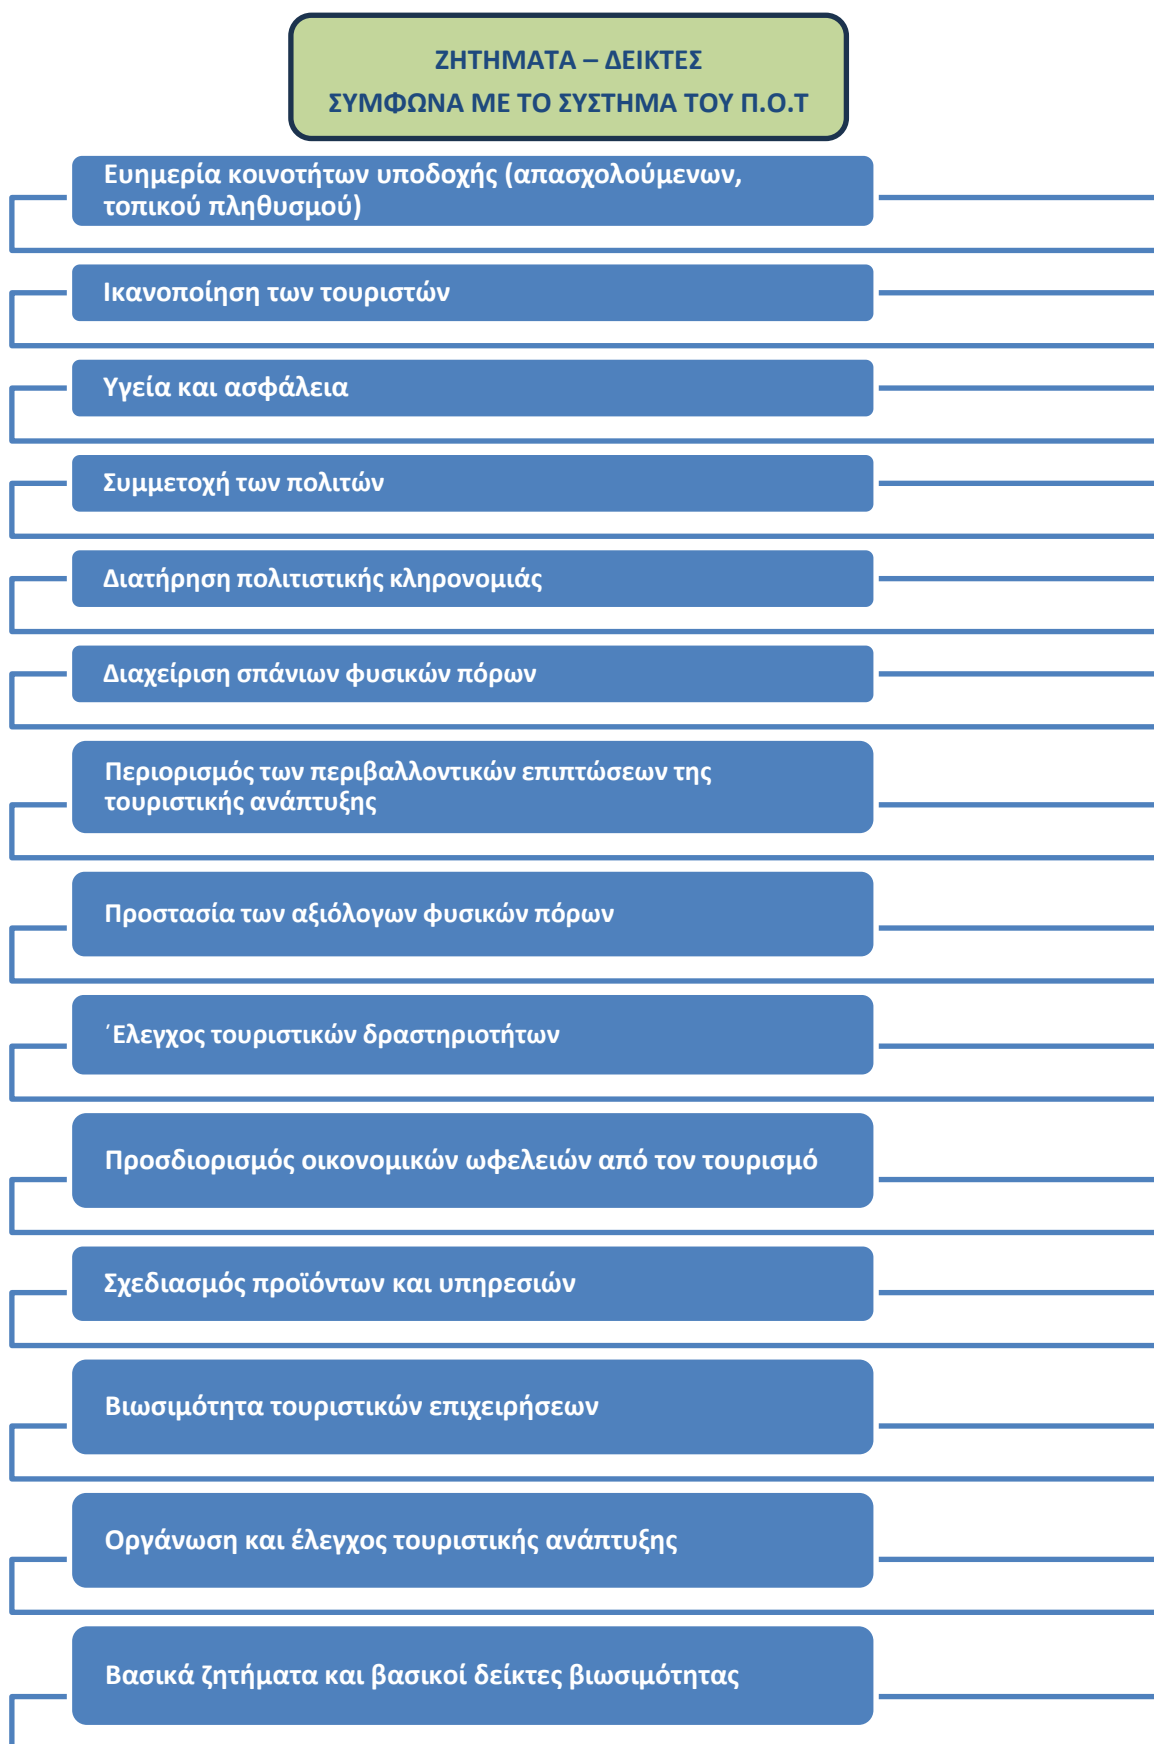 ΖΗΤΗΜΑΤΑ – ΔΕΙΚΤΕΣ
ΣΥΜΦΩΝΑ ΜΕ ΤΟ ΣΥΣΤΗΜΑ ΤΟΥ Π.Ο.Τ
Ευημερία κοινοτήτων υποδοχής (απασχολούμενων,
τοπικού πληθυσμού)
Ικανοποίηση των τουριστών
Υγεία και ασφάλεια
Συμμετοχή των πολιτών
Διατήρηση πολιτιστικής κληρονομιάς
Διαχείριση σπάνιων φυσικών πόρων
Περιορισμός των περιβαλλοντικών επιπτώσεων της
τουριστικής ανάπτυξης
Προστασία των αξιόλογων φυσικών πόρων
΄Ελεγχος τουριστικών δραστηριοτήτων
Προσδιορισμός οικονομικών ωφελειών από τον τουρισμό
Σχεδιασμός προϊόντων και υπηρεσιών
Βιωσιμότητα τουριστικών επιχειρήσεων
Οργάνωση και έλεγχος τουριστικής ανάπτυξης
Βασικά ζητήματα και βασικοί δείκτες βιωσιμότητας